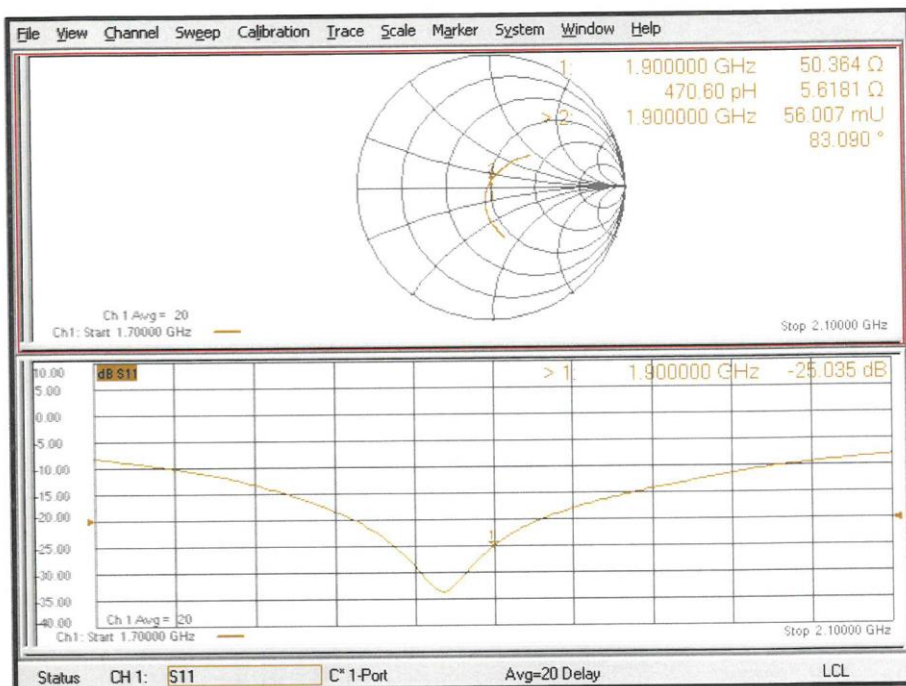 File View Channel Sweep Calibration Trace Scale Marker System Window Help
1: 1.900000 GHz 50.364 Ω
470.60 pH 5.6181 Ω
> 2: 1.900000 GHz 56.007 mU
83.090 °
Ch 1 Avg = 20
Ch1: Start 1.70000 GHz
Stop 2.10000 GHz
10.00
dB S11
> 1: 1.900000 GHz -25.035 dB
5.00
0.00
-5.00
-10.00
-15.00
-20.00
-25.00
1
-30.00
-35.00
-40.00
Ch 1 Avg = 20
Ch1: Start 1.70000 GHz
Stop 2.10000 GHz
Status CH 1: S11 C* 1-Port Avg=20 Delay LCL